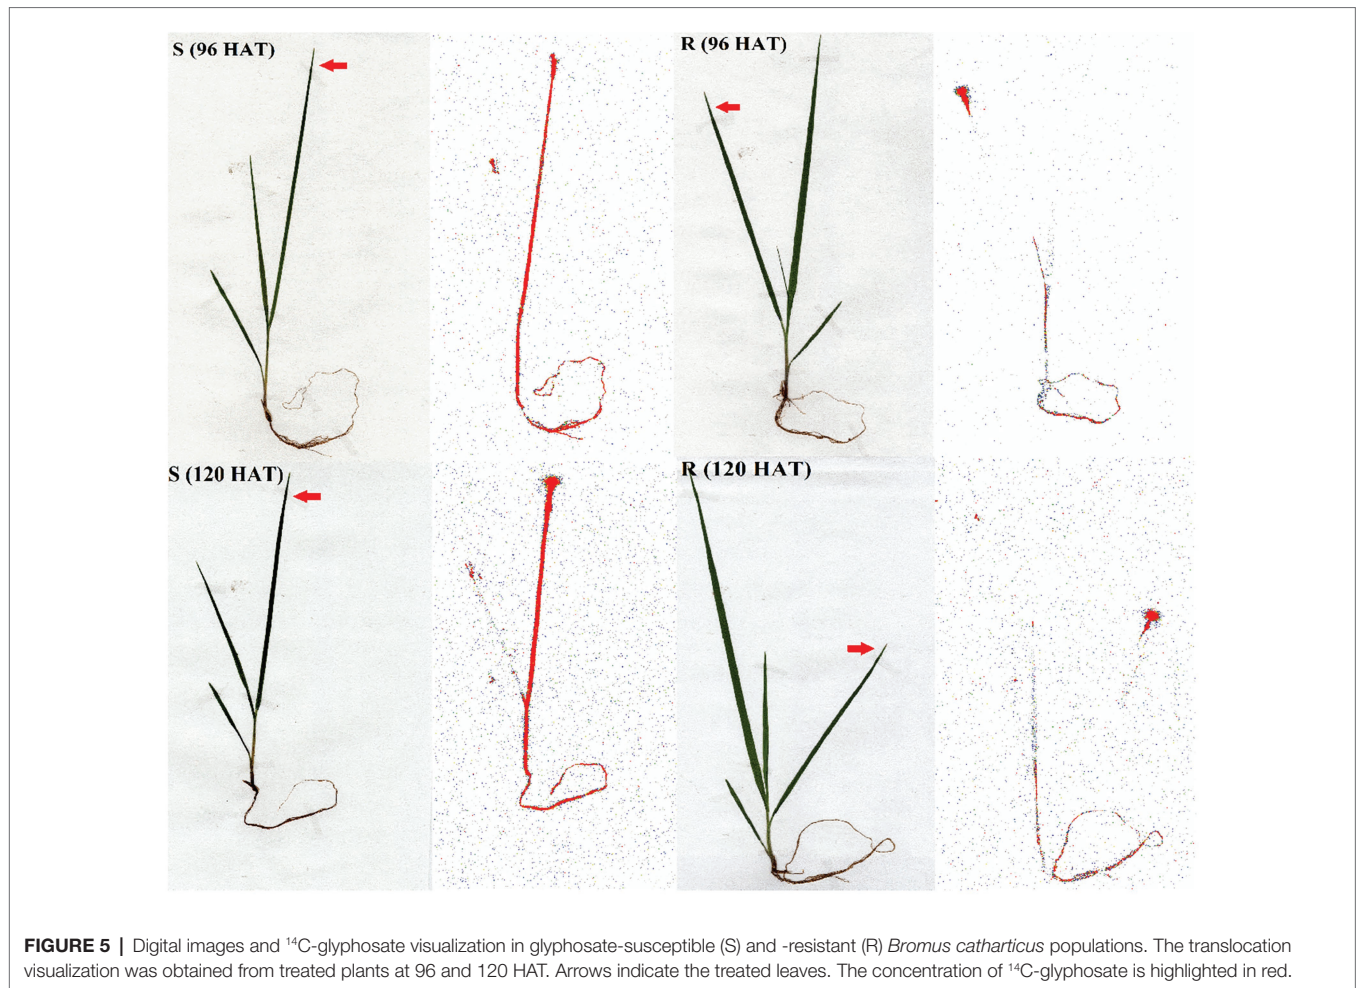 S (96 HAT)
R (96 HAT)
S (120 HAT)
R (120 HAT)
FIGURE 5 | Digital images and ¹⁴C-glyphosate visualization in glyphosate-susceptible (S) and -resistant (R) Bromus catharticus populations. The translocation
visualization was obtained from treated plants at 96 and 120 HAT. Arrows indicate the treated leaves. The concentration of ¹⁴C-glyphosate is highlighted in red.